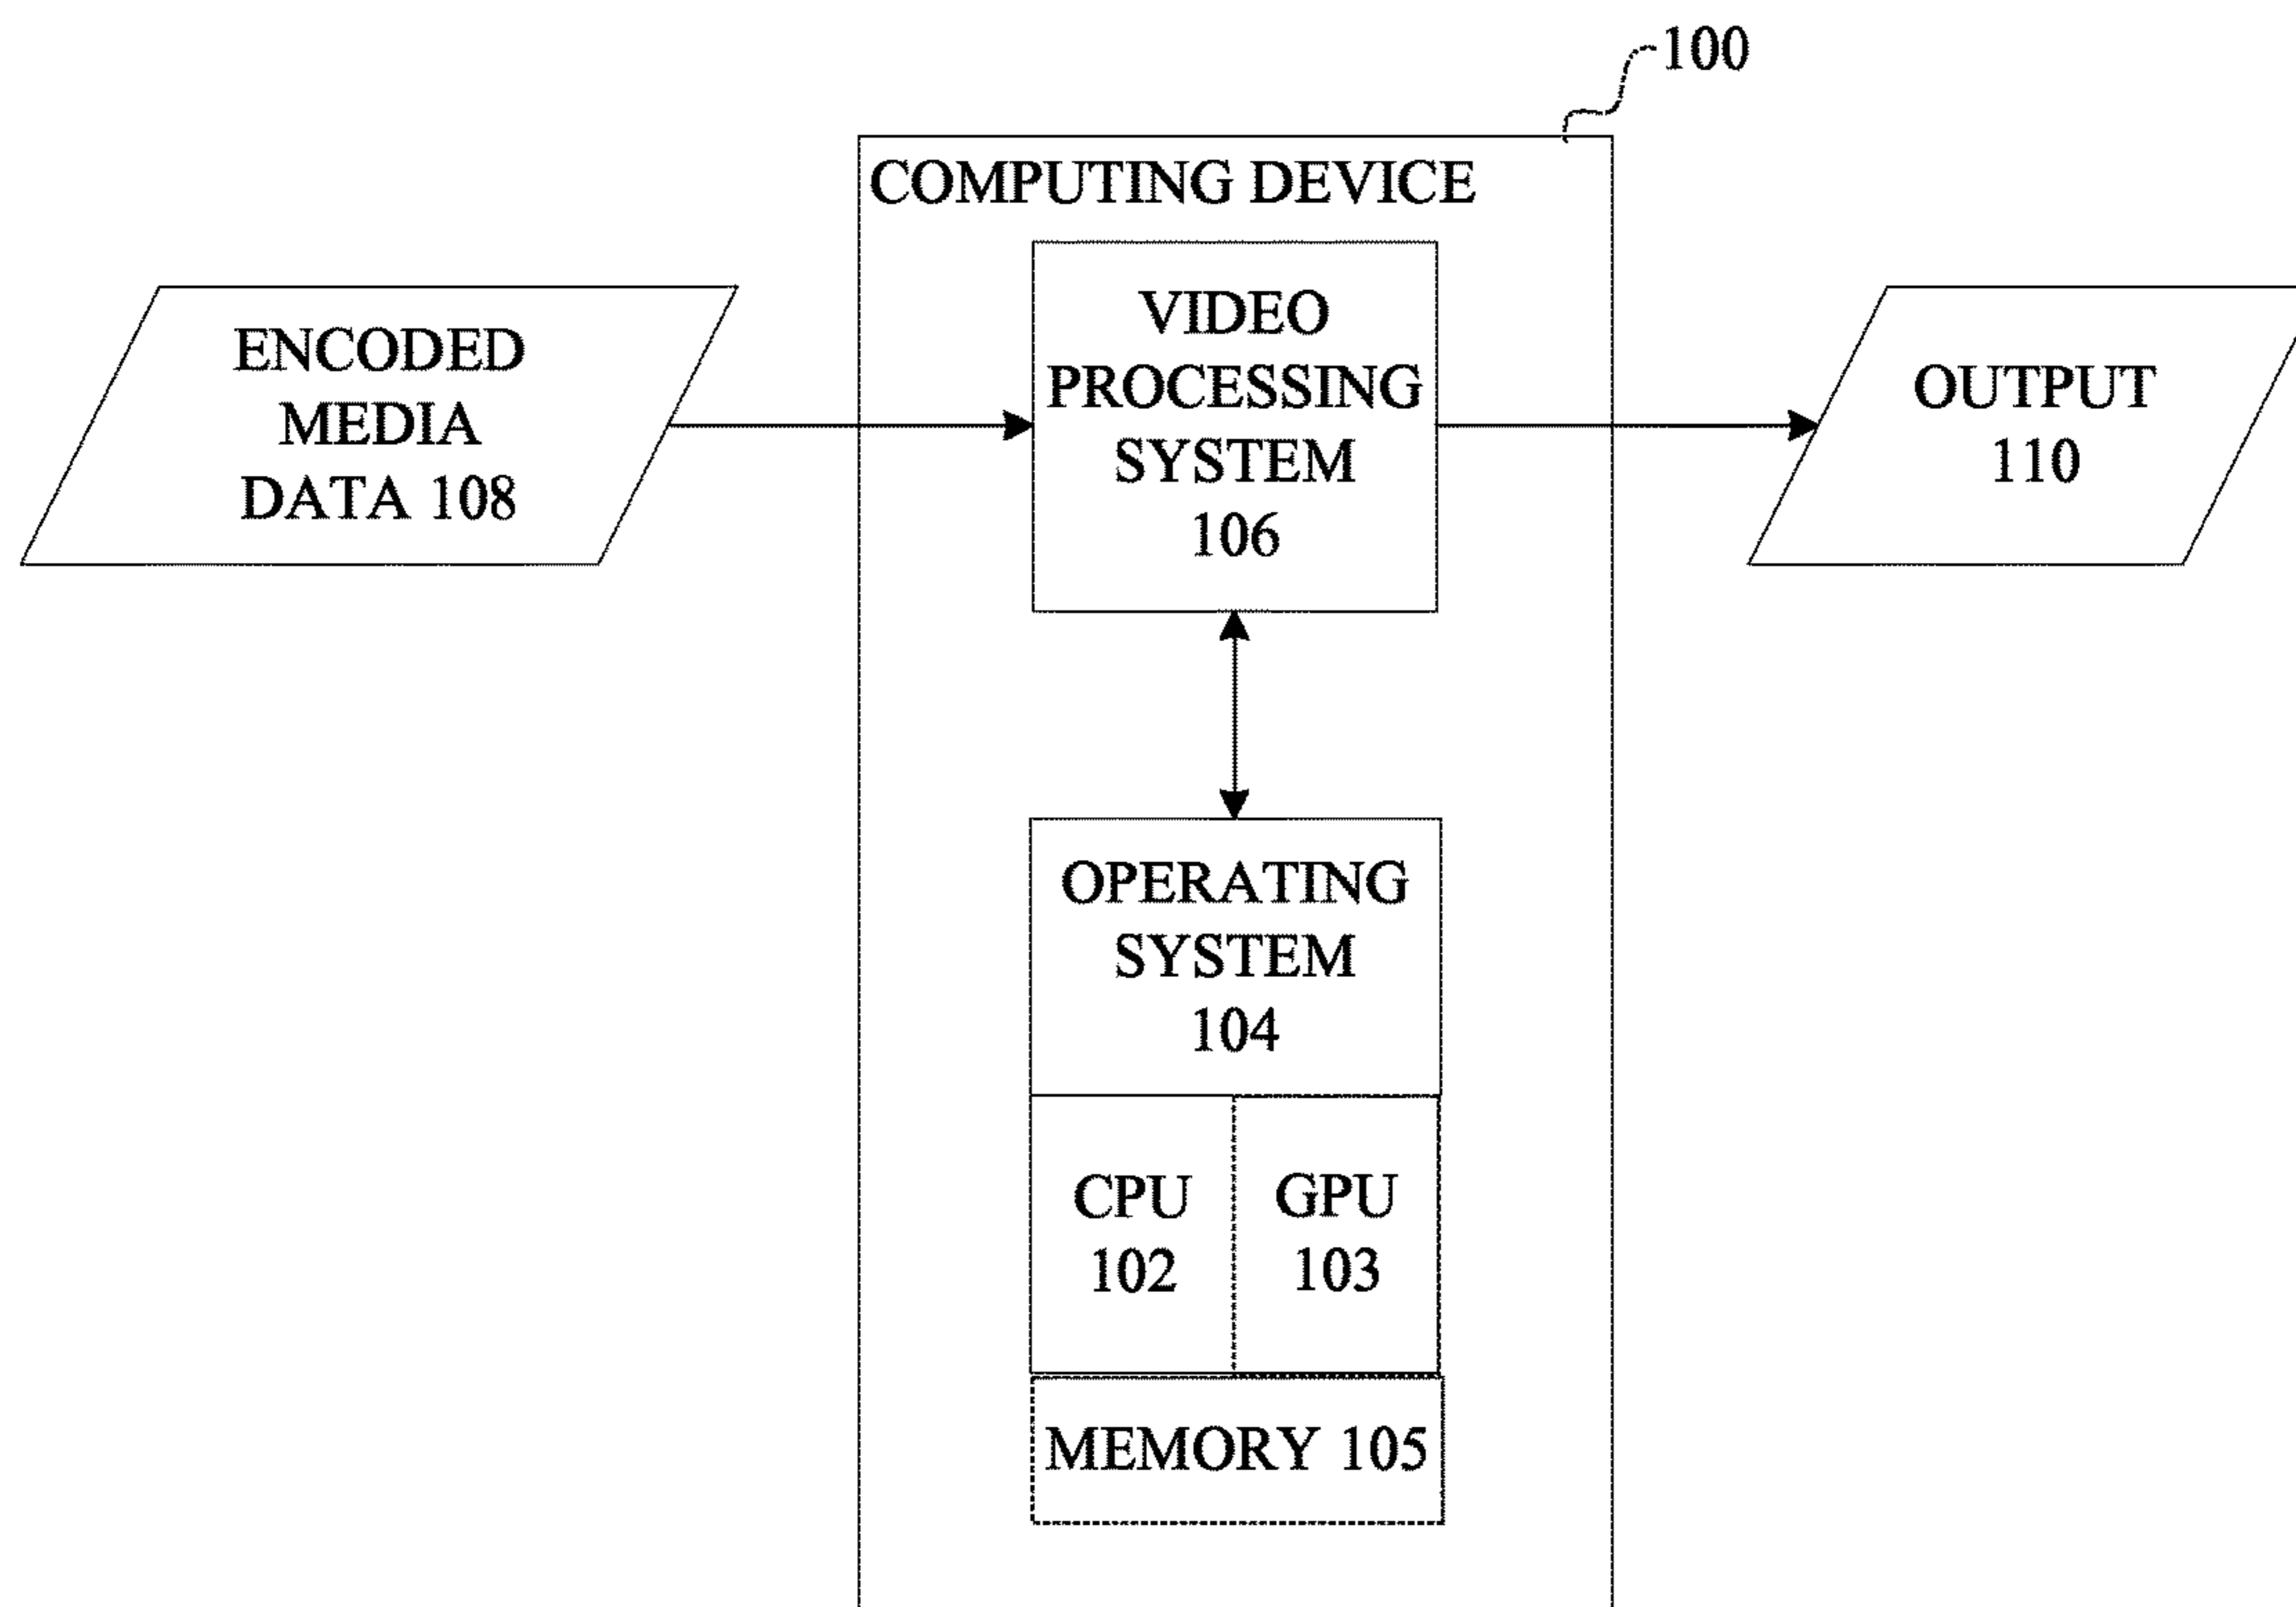 100
COMPUTING DEVICE
ENCODED
MEDIA
DATA 108
VIDEO
PROCESSING
SYSTEM
106
OUTPUT
110
OPERATING
SYSTEM
104
CPU
102
GPU
103
MEMORY 105